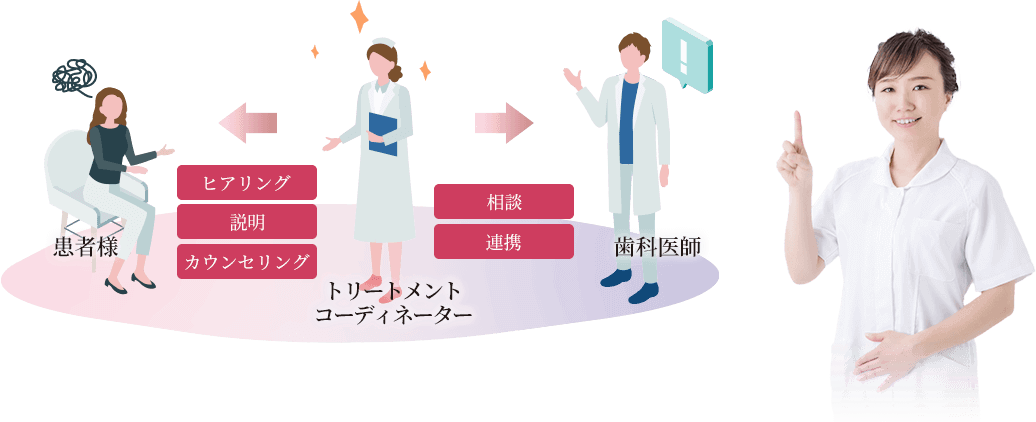 ヒアリング
説明
カウンセリング
患者様
トリートメント
コーディネーター
相談
連携
歯科医師